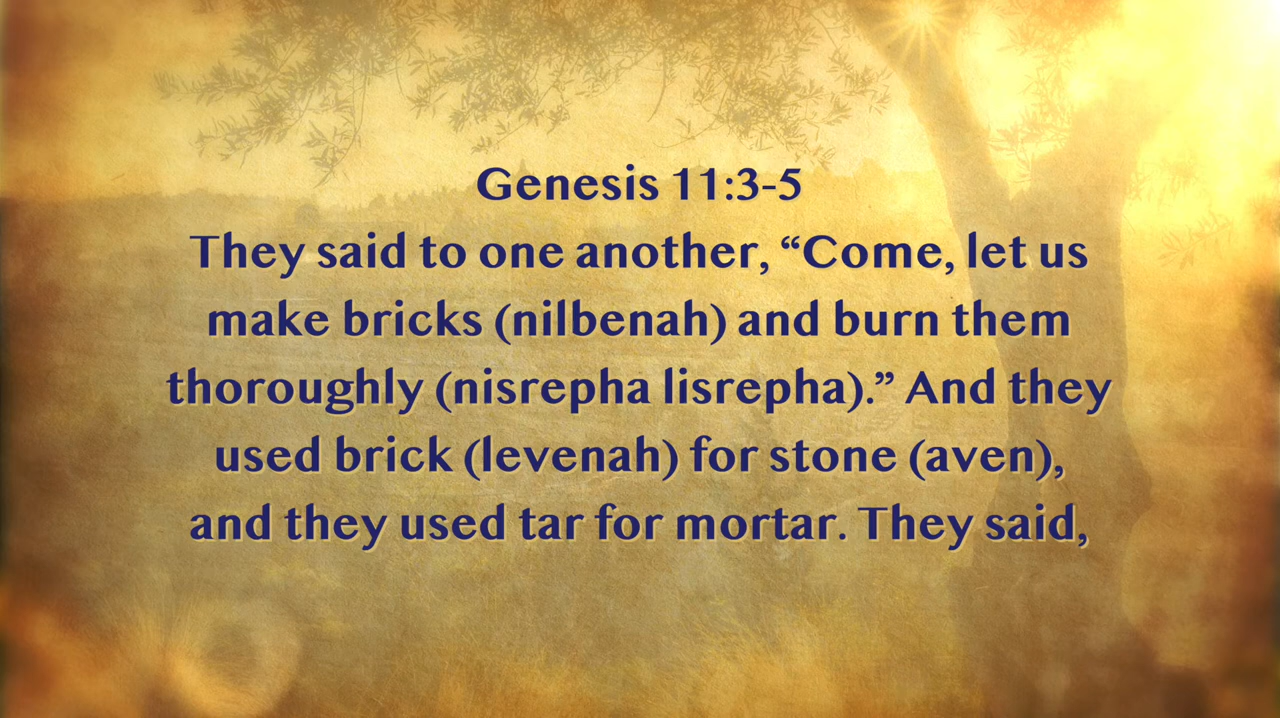 Genesis 11:3-5
They said to one another, “Come, let us
make bricks (nilbenah) and burn them
thoroughly (nisrepha lisrepha).” And they
used brick (levenah) for stone (aven),
and they used tar for mortar. They said,